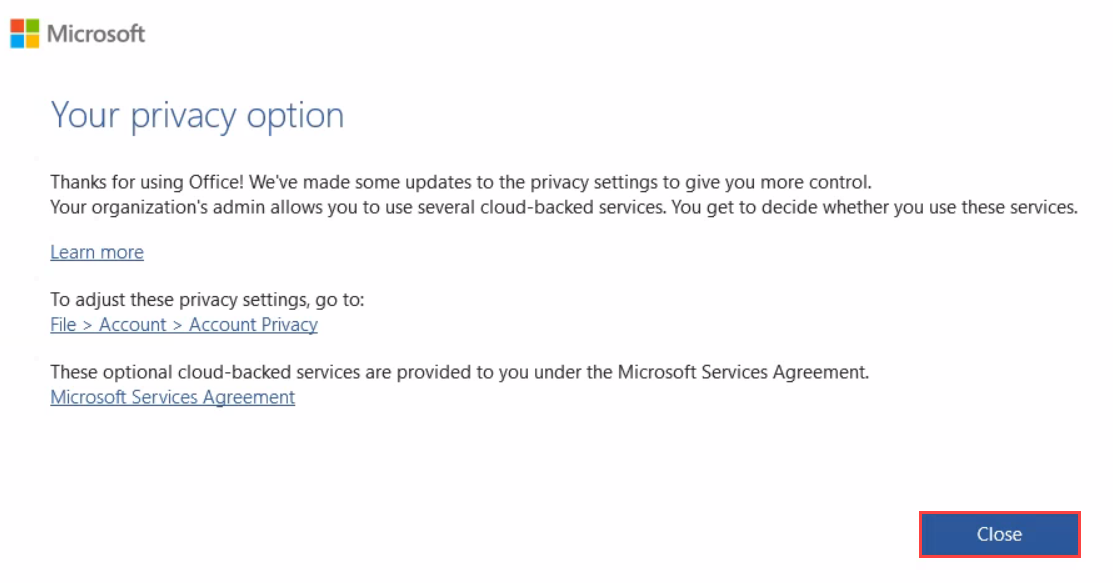 Microsoft
Your privacy option
Thanks for using Office! We've made some updates to the privacy settings to give you more control.
Your organization's admin allows you to use several cloud-backed services. You get to decide whether you use these services.
Learn more
To adjust these privacy settings, go to:
File > Account > Account Privacy
These optional cloud-backed services are provided to you under the Microsoft Services Agreement.
Microsoft Services Agreement
Close